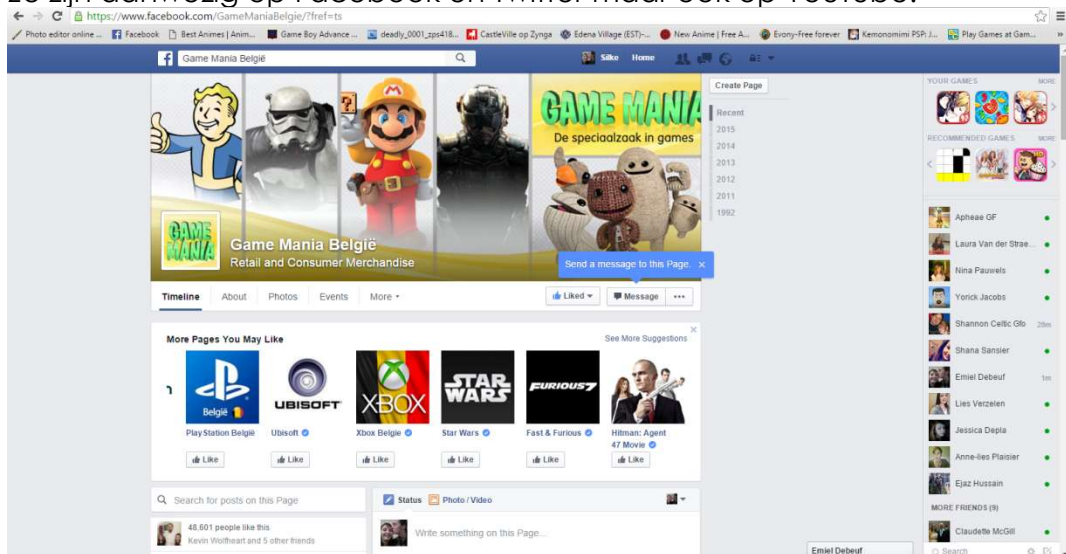 Ze zijn aanwezig op Facebook en Twitter maar ook op YouTube.
https://www.facebook.com/GameManiaBelgie/?fref=ts
Photo editor online ... Facebook Best Animes | Anim... Game Boy Advance ... deadly_0001_zps418... CastleVille op Zynga Edena Village (EST)-... New Anime | Free A... Evony-Free forever Kemonomimi PSP: J... Play Games at Gam... »
Game Mania België Silke Home
GAME MANIA
De speciaalzaak in games
GAME MANIA
Game Mania België
Retail and Consumer Merchandise
Send a message to this Page. ×
Timeline About Photos Events More Liked Message •••
Create Page
Recent
2015
2014
2013
2012
2011
1992
More Pages You May Like See More Suggestions ×
België UBISOFT XBOX STAR WARS FURIOUS7
PlayStation België Ubisoft Xbox Belgie Star Wars Fast & Furious Hitman: Agent 47 Movie
Like Like Like Like Like Like
Search for posts on this Page
48,601 people like this
Kevin Wolfheart and 5 other friends
Status Photo / Video
Write something on this Page...
YOUR GAMES MORE
RECOMMENDED GAMES MORE
Apheae GF
Laura Van der Strae...
Nina Pauwels
Yorick Jacobs
Shannon Celtic Gfo 28m
Shana Sansier
Emiel Debeuf 1m
Lies Verzelen
Jessica Depla
Anne-lies Plaisier
Ejaz Hussain
MORE FRIENDS (9)
Claudette McGill
Emiel Debeuf
Search